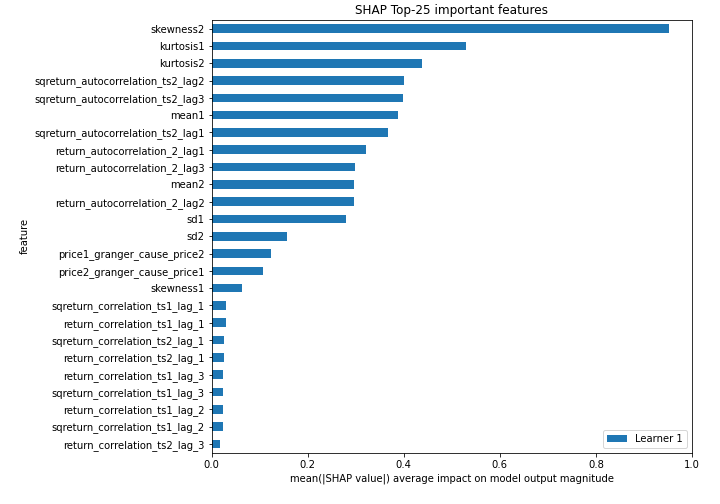 SHAP Top-25 important features
skewness2
kurtosis1
kurtosis2
sqreturn_autocorrelation_ts2_lag2
sqreturn_autocorrelation_ts2_lag3
mean1
sqreturn_autocorrelation_ts2_lag1
return_autocorrelation_2_lag1
return_autocorrelation_2_lag3
mean2
return_autocorrelation_2_lag2
sd1
sd2
price1_granger_cause_price2
price2_granger_cause_price1
skewness1
sqreturn_correlation_ts1_lag_1
return_correlation_ts1_lag_1
sqreturn_correlation_ts2_lag_1
return_correlation_ts2_lag_1
return_correlation_ts1_lag_3
sqreturn_correlation_ts1_lag_3
return_correlation_ts1_lag_2
sqreturn_correlation_ts1_lag_2
return_correlation_ts2_lag_3
feature
Learner 1
0.0 0.2 0.4 0.6 0.8 1.0
mean(|SHAP value|) average impact on model output magnitude